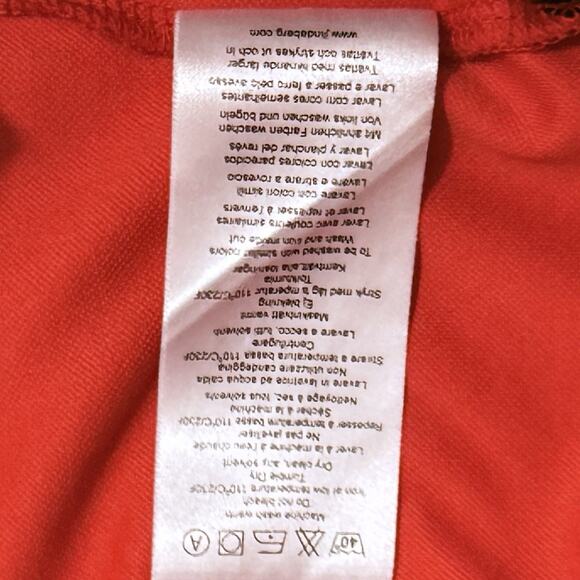 40° A
Machine wash warm
Do not bleach
Iron at low temperature 110°C/230F
Tumble Dry
Dry clean, any solvent
Laver à la machine à l'eau chaude
Ne pas javelliser
Repasser à température basse 110°C/230F
Sécher à la machine
Nettoyage à sec, tous solvents
Lavare in lavatrice ad acqua calda
Non utilizzare candeggina
Stirare a temperatura bassa 110°C/230F
Centrifugare
Lavare a secco, tutti solventi
Maskintvätt varmt
Ej blekning
Stryk med låg temperatur 110°C/230F
Torktumla
Kemtvätt, alla lösningar
To be washed with similar colors
Wash and iron inside out
Laver avec couleurs similaires
Laver et repasser à l'envers
Lavare con colori simili
Lavare e stirare a rovescio
Lavar con colores parecidos
Lavar y planchar del revés
Mit ähnlichen Farben waschen
Von links waschen und bügeln
Lavar com cores semelhantes
Lavar e passar a ferro pelo avesso
Tvättas med liknande färger
Tvättas och strykes ut och in
www.lindaberg.com